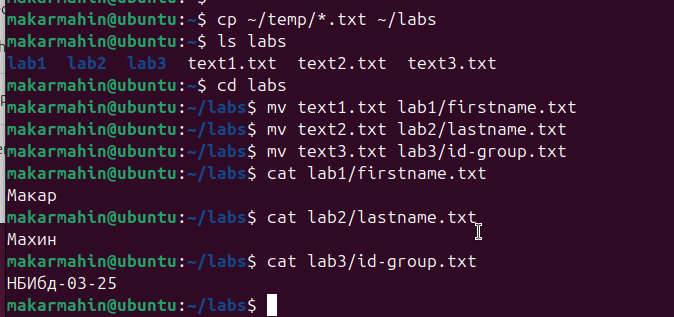 makarmahin@ubuntu:~$ cp ~/temp/*.txt ~/labs
makarmahin@ubuntu:~$ ls labs
lab1  lab2  lab3  text1.txt  text2.txt  text3.txt
makarmahin@ubuntu:~$ cd labs
makarmahin@ubuntu:~/labs$ mv text1.txt lab1/firstname.txt
makarmahin@ubuntu:~/labs$ mv text2.txt lab2/lastname.txt
makarmahin@ubuntu:~/labs$ mv text3.txt lab3/id-group.txt
makarmahin@ubuntu:~/labs$ cat lab1/firstname.txt
Макар
makarmahin@ubuntu:~/labs$ cat lab2/lastname.txt
Махин
makarmahin@ubuntu:~/labs$ cat lab3/id-group.txt
НБИбд-03-25
makarmahin@ubuntu:~/labs$